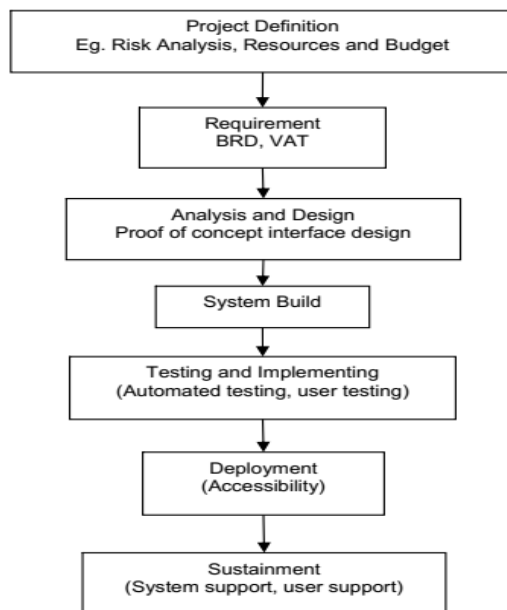 Project Definition
Eg. Risk Analysis, Resources and Budget
Requirement
BRD, VAT
Analysis and Design
Proof of concept interface design
System Build
Testing and Implementing
(Automated testing, user testing)
Deployment
(Accessibility)
Sustainment
(System support, user support)